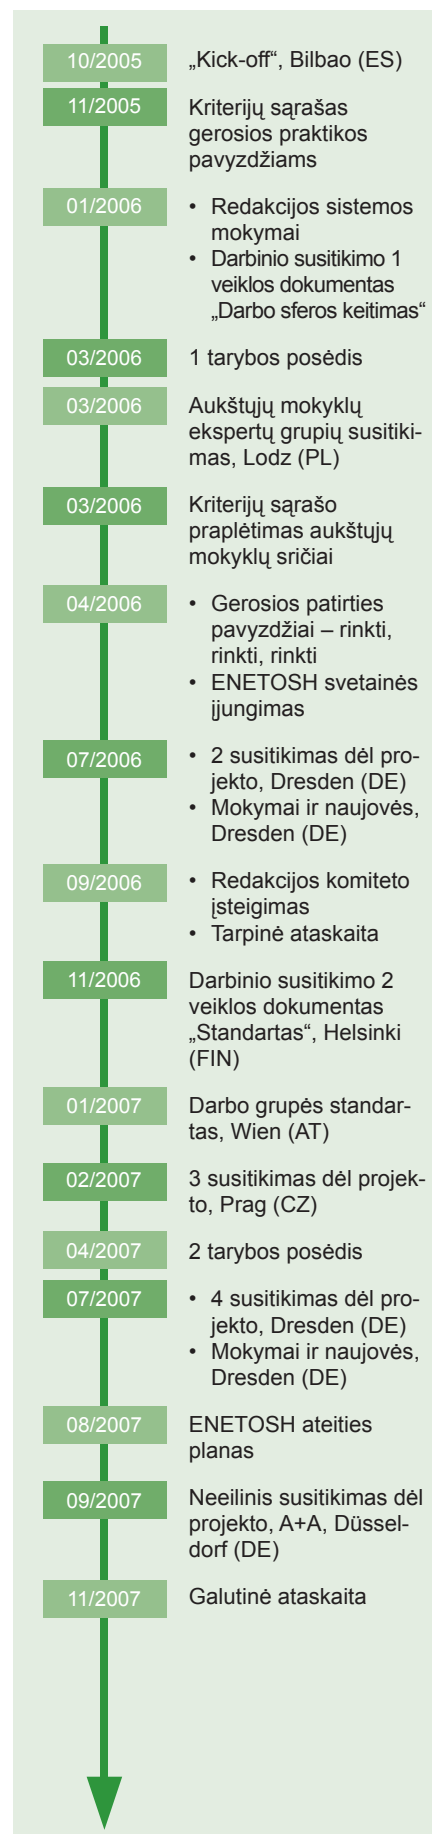 10/2005 „Kick-off“, Bilbao (ES)
11/2005 Kriterijų sąrašas
gerosios praktikos
pavyzdžiams
01/2006 • Redakcijos sistemos
mokymai
• Darbinio susitikimo 1
veiklos dokumentas
„Darbo sferos keitimas“
03/2006 1 tarybos posėdis
03/2006 Aukštųjų mokyklų
ekspertų grupių susitiki-
mas, Lodz (PL)
03/2006 Kriterijų sąrašo
praplėtimas aukštųjų
mokyklų sričiai
04/2006 • Gerosios patirties
pavyzdžiai – rinkti,
rinkti, rinkti
• ENETOSH svetainės
įjungimas
07/2006 • 2 susitikimas dėl pro-
jekto, Dresden (DE)
• Mokymai ir naujovės,
Dresden (DE)
09/2006 • Redakcijos komiteto
įsteigimas
• Tarpinė ataskaita
11/2006 Darbinio susitikimo 2
veiklos dokumentas
„Standartas“, Helsinki
(FIN)
01/2007 Darbo grupės standar-
tas, Wien (AT)
02/2007 3 susitikimas dėl projek-
to, Prag (CZ)
04/2007 2 tarybos posėdis
07/2007 • 4 susitikimas dėl pro-
jekto, Dresden (DE)
• Mokymai ir naujovės,
Dresden (DE)
08/2007 ENETOSH ateities
planas
09/2007 Neeilinis susitikimas dėl
projekto, A+A, Düssel-
dorf (DE)
11/2007 Galutinė ataskaita